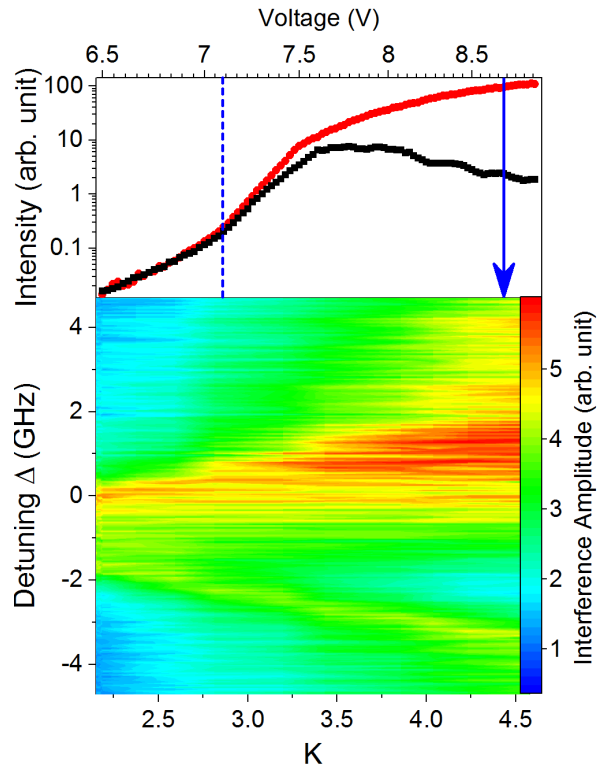 Voltage (V)
6.5 7 7.5 8 8.5
Intensity (arb. unit)
100
10
1
0.1
Detuning Δ (GHz)
4
2
0
-2
-4
5
4
3
2
1
Interference Amplitude (arb. unit)
2.5 3.0 3.5 4.0 4.5
K